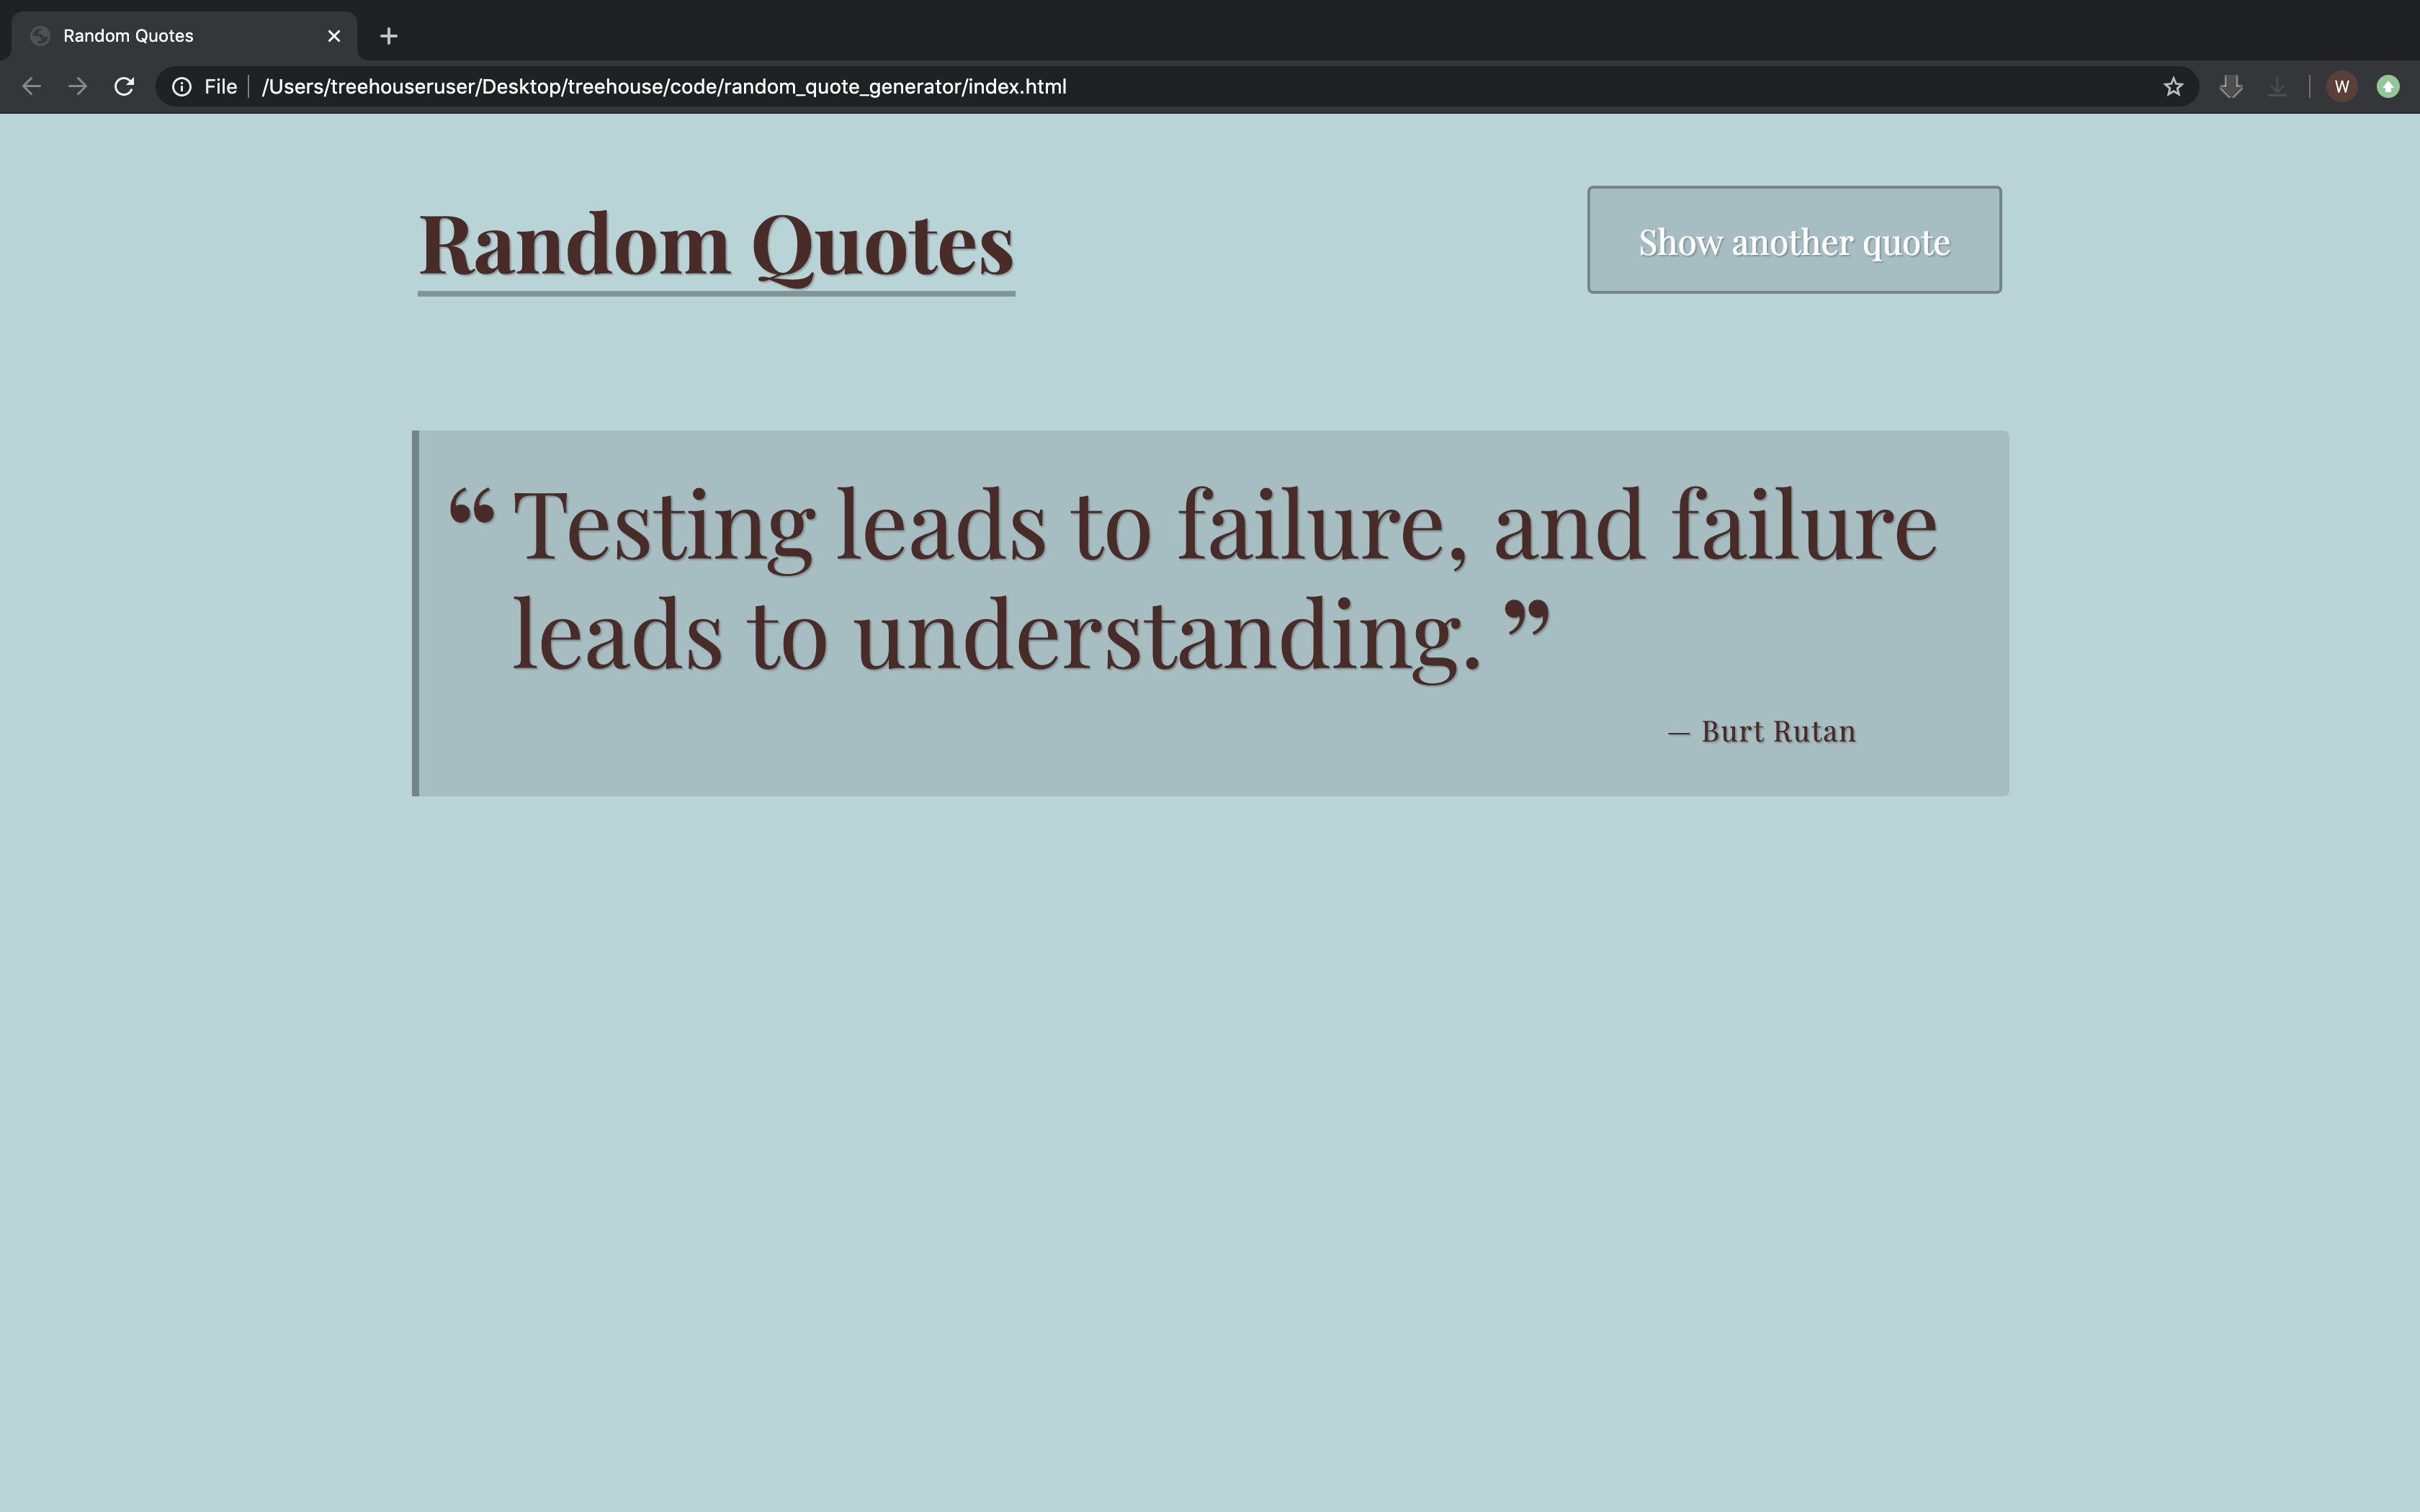 Random Quotes
File
/Users/treehouseruser/Desktop/treehouse/code/random_quote_generator/index.html
W
Random Quotes
Show another quote
“ Testing leads to failure, and failure
leads to understanding. ”
— Burt Rutan